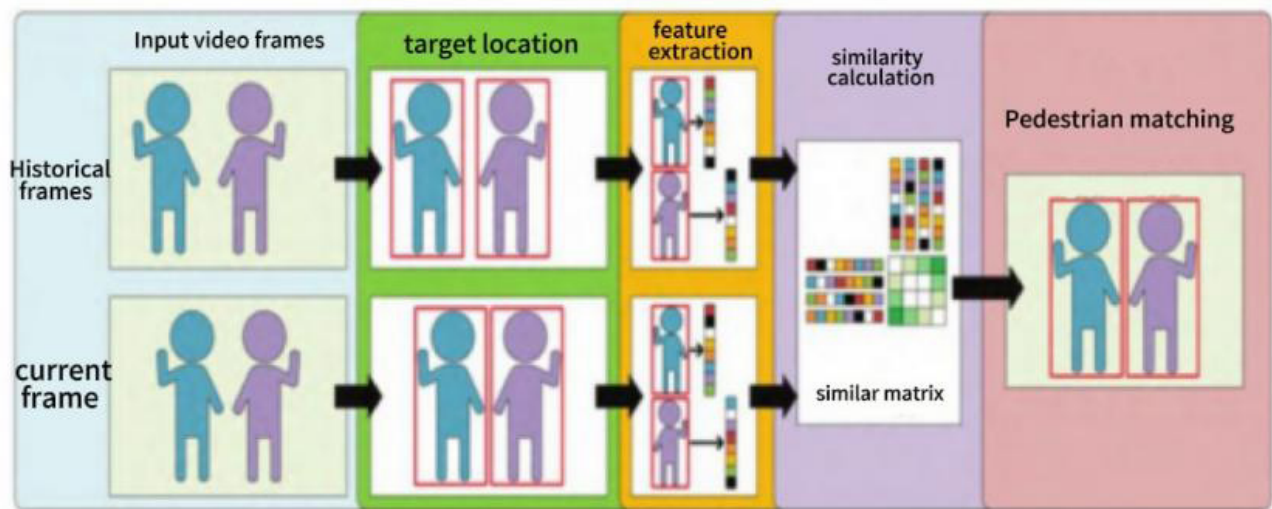 Input video frames
target location
feature
extraction
similarity
calculation
Pedestrian matching
Historical
frames
current
frame
similar matrix